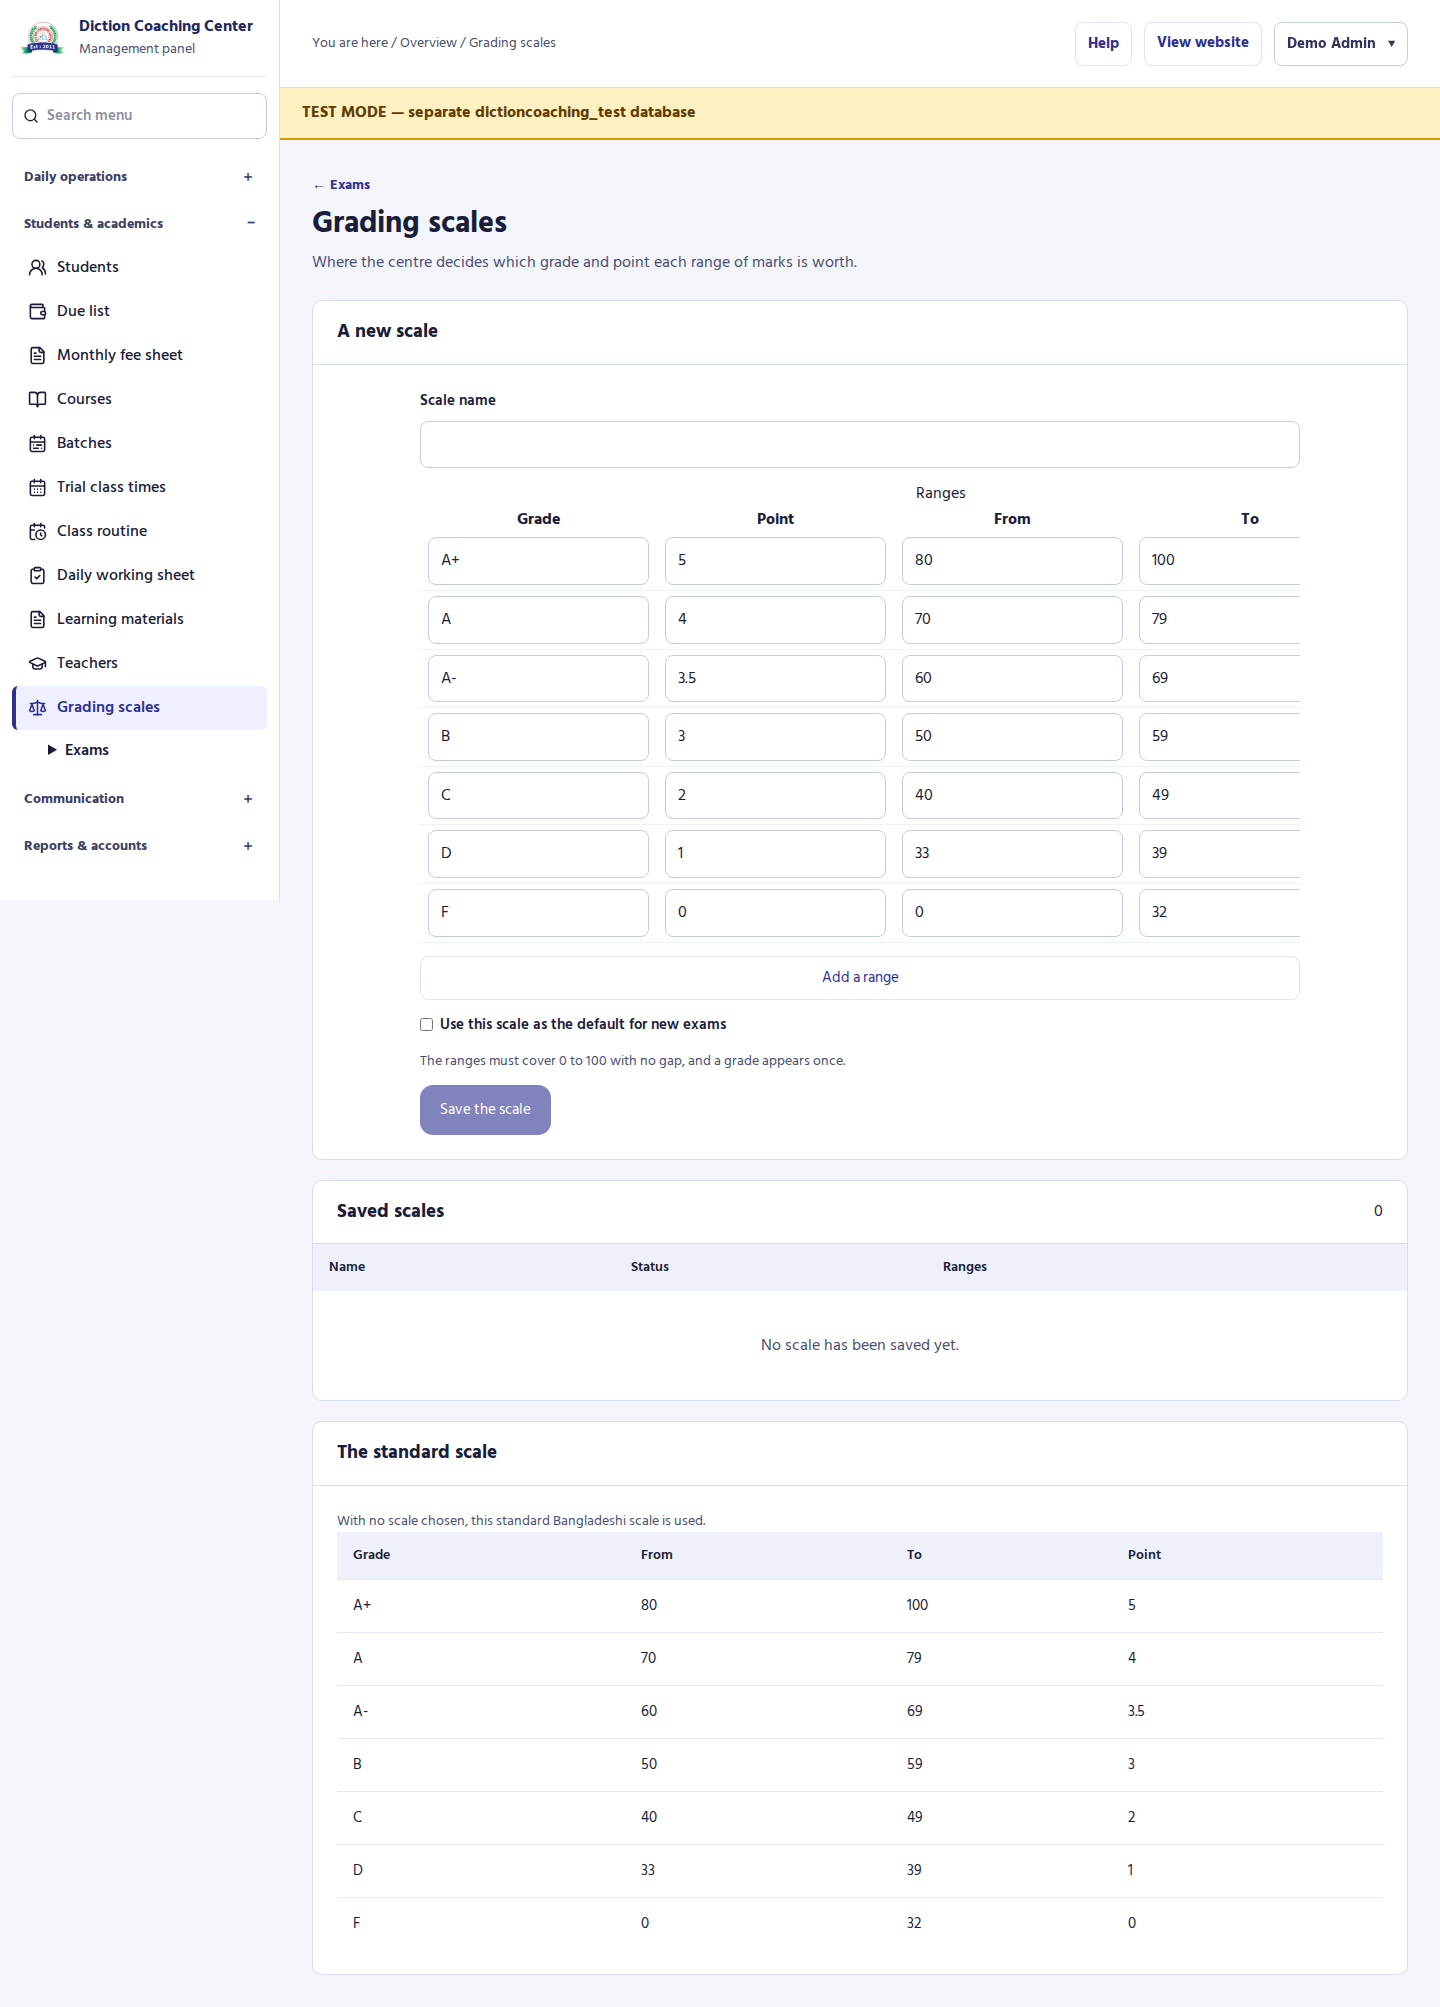 Diction Coaching Center
Management panel
Search menu
Daily operations +
Students & academics −
Students
Due list
Monthly fee sheet
Courses
Batches
Trial class times
Class routine
Daily working sheet
Learning materials
Teachers
Grading scales
▶ Exams
Communication +
Reports & accounts +
You are here / Overview / Grading scales
Help
View website
Demo Admin ▼
TEST MODE — separate dictioncoaching_test database
← Exams
Grading scales
Where the centre decides which grade and point each range of marks is worth.
A new scale
Scale name
Ranges
Grade Point From To
A+ 5 80 100
A 4 70 79
A- 3.5 60 69
B 3 50 59
C 2 40 49
D 1 33 39
F 0 0 32
Add a range
Use this scale as the default for new exams
The ranges must cover 0 to 100 with no gap, and a grade appears once.
Save the scale
Saved scales 0
Name Status Ranges
No scale has been saved yet.
The standard scale
With no scale chosen, this standard Bangladeshi scale is used.
Grade From To Point
A+ 80 100 5
A 70 79 4
A- 60 69 3.5
B 50 59 3
C 40 49 2
D 33 39 1
F 0 32 0